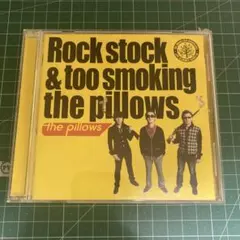 Rock stock
& too smoking
the pillows
the pillows